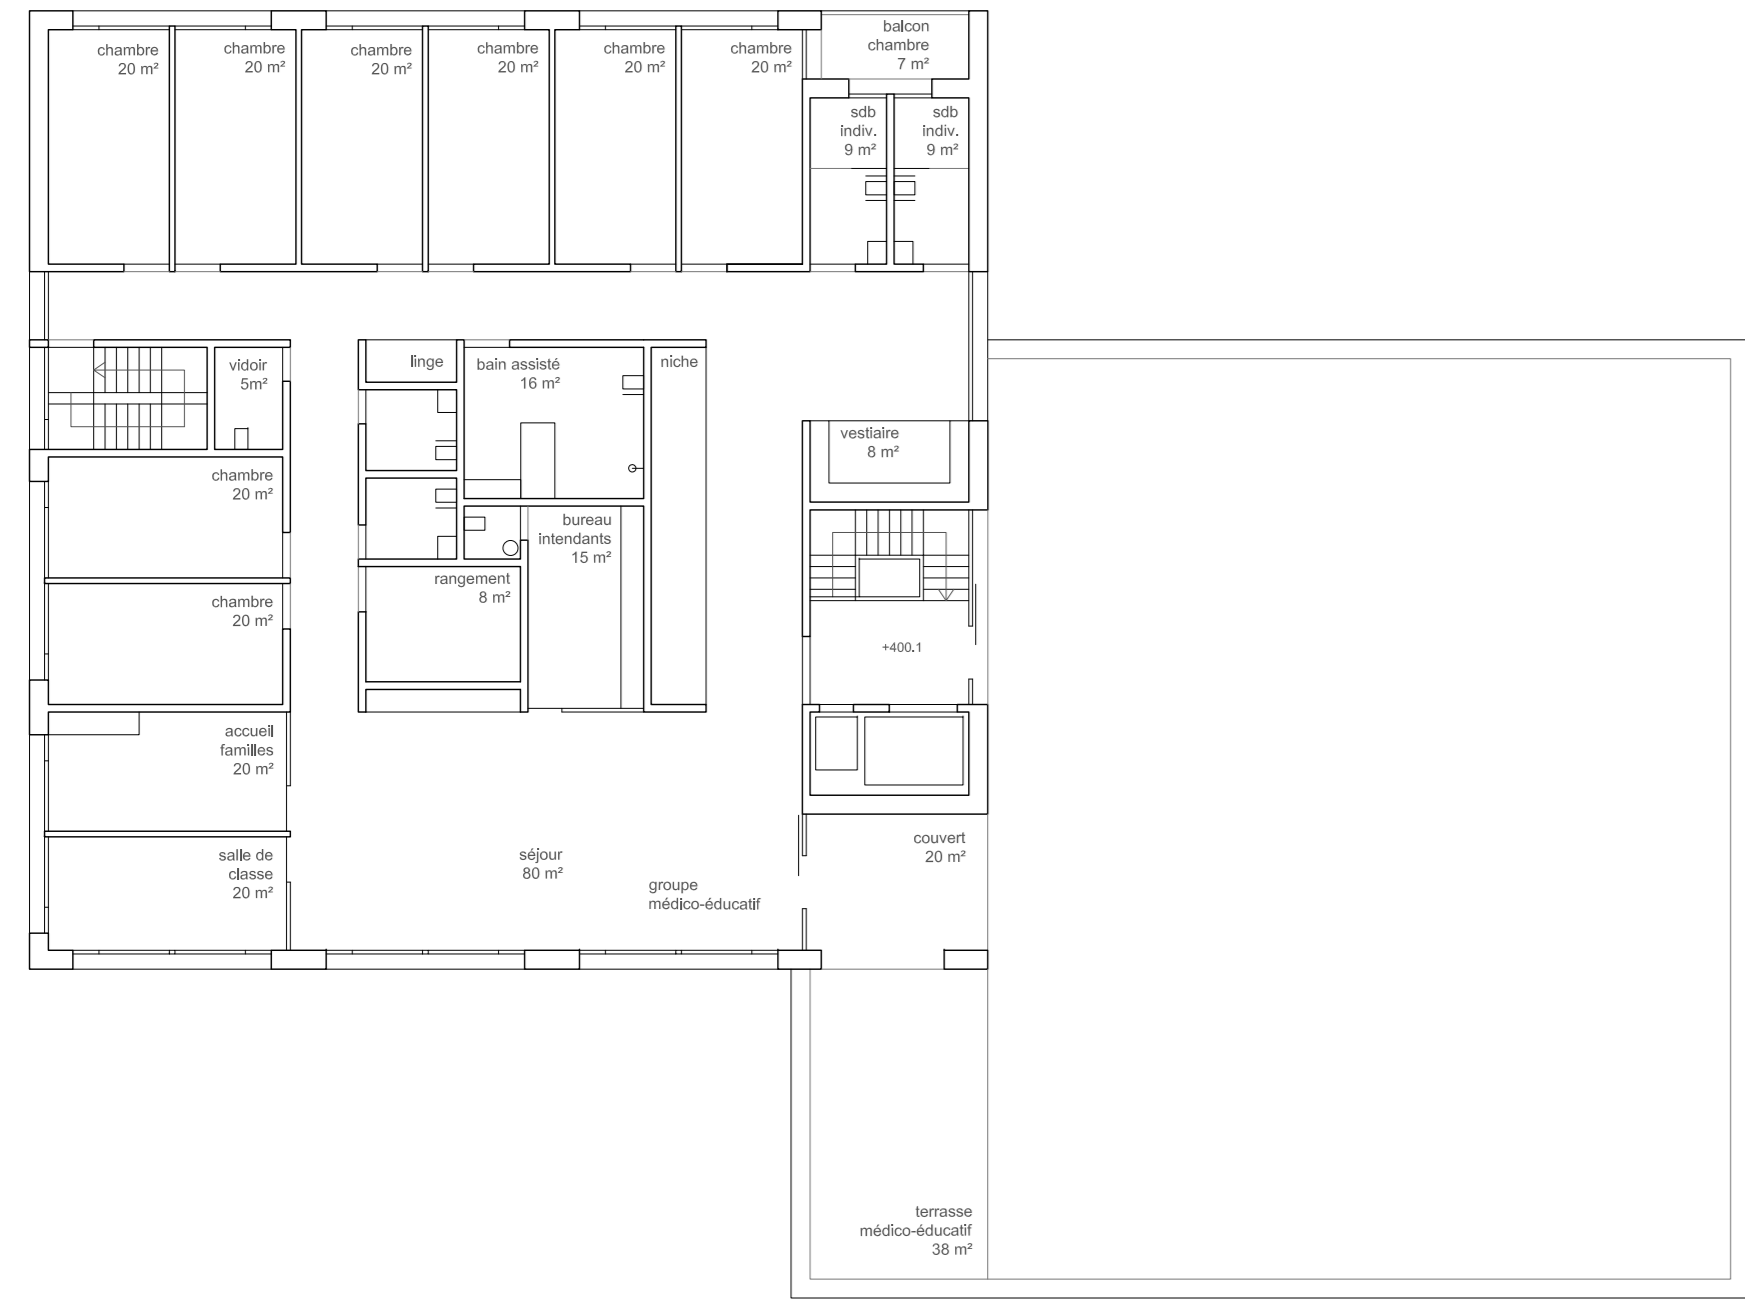 chambre
20 m²
chambre
20 m²
chambre
20 m²
chambre
20 m²
chambre
20 m²
chambre
20 m²
balcon
chambre
7 m²
sdb
indiv.
9 m²
sdb
indiv.
9 m²
vidoir
5m²
linge
bain assisté
16 m²
niche
vestiaire
8 m²
chambre
20 m²
bureau
intendants
15 m²
rangement
8 m²
chambre
20 m²
+400.1
accueil
familles
20 m²
salle de
classe
20 m²
séjour
80 m²
groupe
médico-éducatif
couvert
20 m²
terrasse
médico-éducatif
38 m²